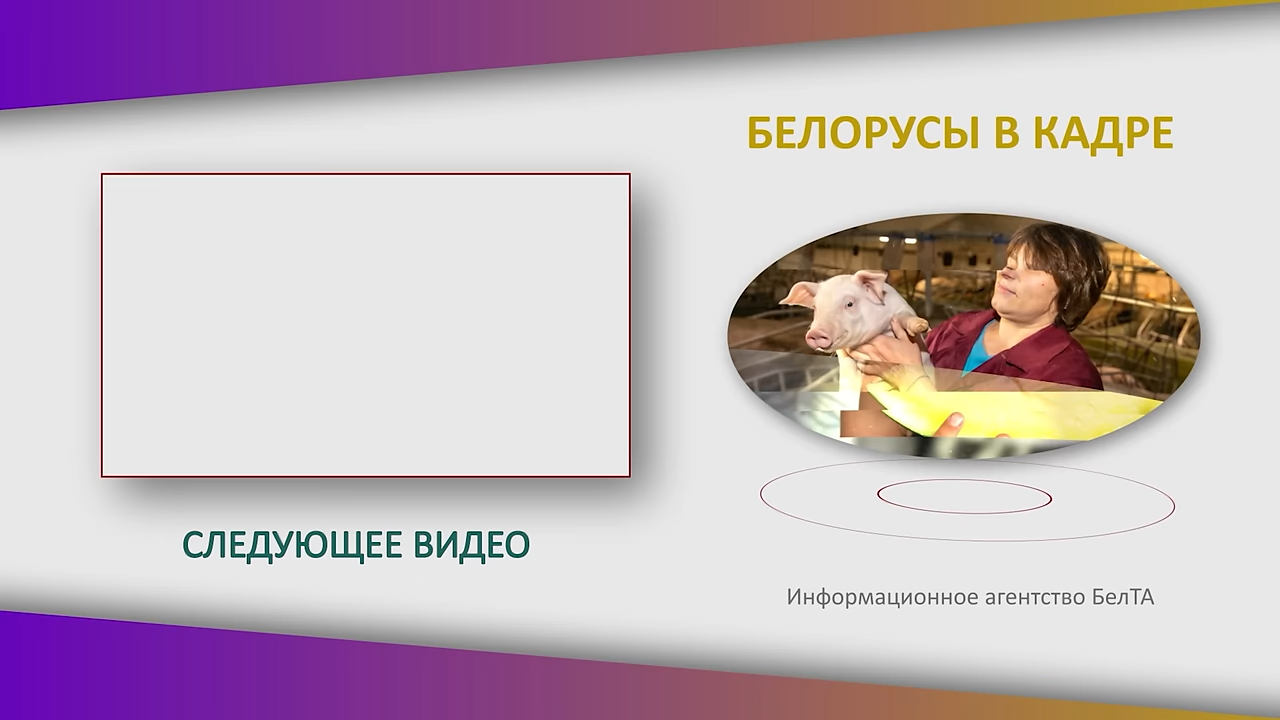 БЕЛОРУСЫ В КАДРЕ
СЛЕДУЮЩЕЕ ВИДЕО
Информационное агентство БелТА